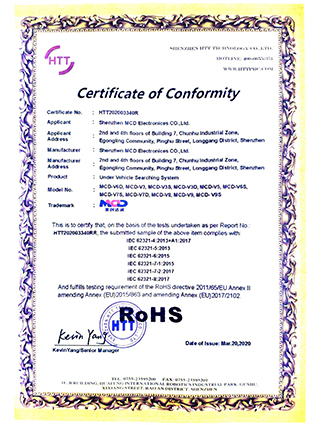 HTT
SHENZHEN HTT TECHNOLOGY CO.,LTD.
Certificate of Conformity
Certificate No. : HTT202003340R
Applicant : Shenzhen MCD Electronics CO.,Ltd.
Applicant Address : 2nd and 4th floors of Building 7, Chunhu Industrial Zone,
Egongling Community, Pinghu Street, Longgang District, Shenzhen
Manufacturer : Shenzhen MCD Electronics CO.,Ltd.
Manufacturer Address : 2nd and 4th floors of Building 7, Chunhu Industrial Zone,
Egongling Community, Pinghu Street, Longgang District, Shenzhen
Product : Under Vehicle Searching System
Model No. : MCD-V6D, MCD-V3, MCD-V3S, MCD-V3D, MCD-V5, MCD-V6S,
MCD-V7S, MCD-V7D, MCD-V8, MCD-V9, MCD-V9S
Trademark : MCD
This is to certify that, on the basis of the tests undertaken as per Report No.:
HTT202003340RR, the submitted sample of the above item complies with
IEC 62321-4:2013+A1:2017
IEC 62321-5:2013
IEC 62321-6:2015
IEC 62321-7-1:2015
IEC 62321-7-2:2017
IEC 62321-8:2017
And fulfills testing requirement of the RoHS directive 2011/65/EU Annex II
amending Annex (EU)2015/863 and amending Annex (EU)2017/2102.
RoHS
HTT
Kevin Yang
KevinYang/Senior Manager
Date of Issue: Mar.20,2020